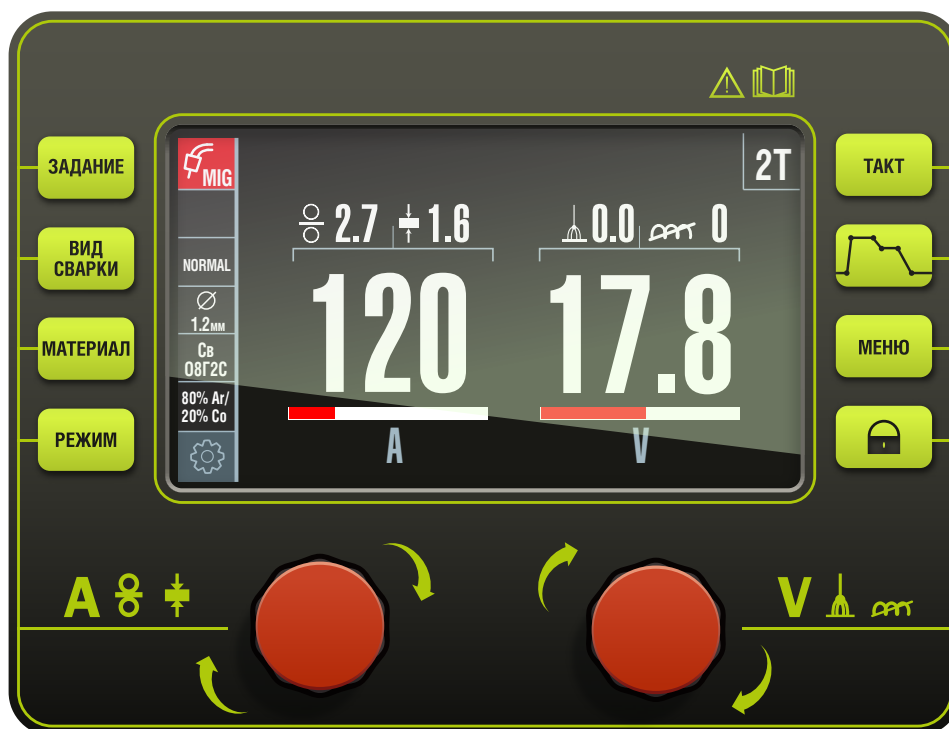 ЗАДАНИЕ
ВИД
СВАРКИ
МАТЕРИАЛ
РЕЖИМ
MIG
NORMAL
1.2мм
Св
08Г2С
80% Ar/
20% Co
2.7
1.6
120
A
2T
0.0
0
17.8
V
ТАКТ
МЕНЮ
A
V